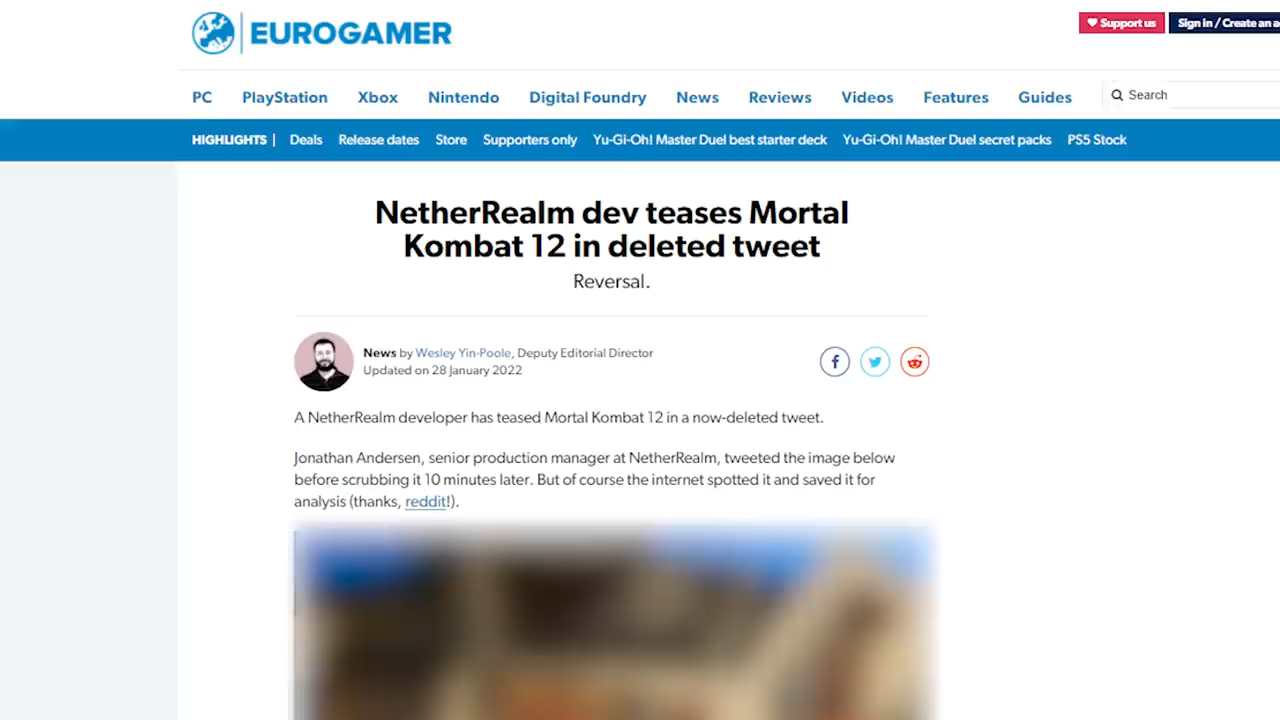 EUROGAMER
Support us
Sign in / Create an a
PC PlayStation Xbox Nintendo Digital Foundry News Reviews Videos Features Guides Search
HIGHLIGHTS | Deals Release dates Store Supporters only Yu-Gi-Oh! Master Duel best starter deck Yu-Gi-Oh! Master Duel secret packs PS5 Stock
NetherRealm dev teases Mortal
Kombat 12 in deleted tweet
Reversal.
News by Wesley Yin-Poole, Deputy Editorial Director
Updated on 28 January 2022
A NetherRealm developer has teased Mortal Kombat 12 in a now-deleted tweet.
Jonathan Andersen, senior production manager at NetherRealm, tweeted the image below
before scrubbing it 10 minutes later. But of course the internet spotted it and saved it for
analysis (thanks, reddit!).